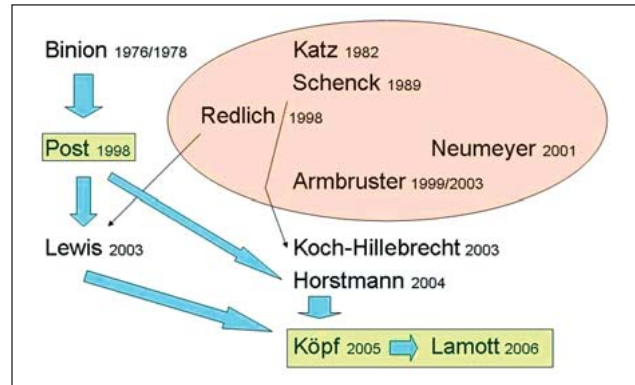 Binion 1976/1978
Katz 1982
Schenck 1989
Redlich 1998
Post 1998
Neumeyer 2001
Armbruster 1999/2003
Lewis 2003
Koch-Hillebrecht 2003
Horstmann 2004
Köpf 2005
Lamott 2006